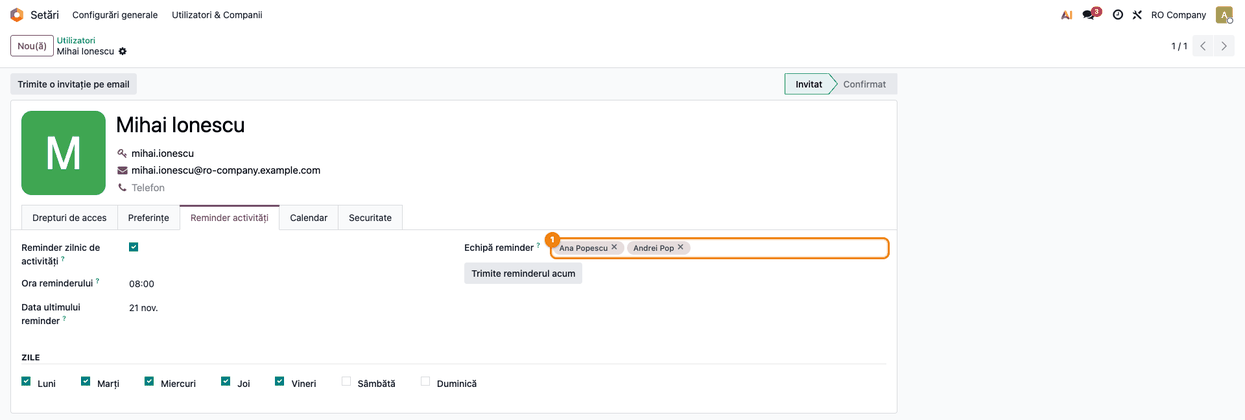 Setări Configurări generale Utilizatori & Companii AI 3 RO Company A
Nou(ă) Utilizatori
Mihai Ionescu 1 / 1
Trimite o invitație pe email Invitat Confirmat
M
Mihai Ionescu
mihai.ionescu
mihai.ionescu@ro-company.example.com
Telefon
Drepturi de acces Preferințe Reminder activități Calendar Securitate
Reminder zilnic de
activități ?
Ora reminderului ? 08:00
Data ultimului
reminder ? 21 nov.
Echipă reminder ? 1 Ana Popescu × Andrei Pop ×
Trimite reminderul acum
ZILE
Luni Marți Miercuri Joi Vineri Sâmbătă Duminică